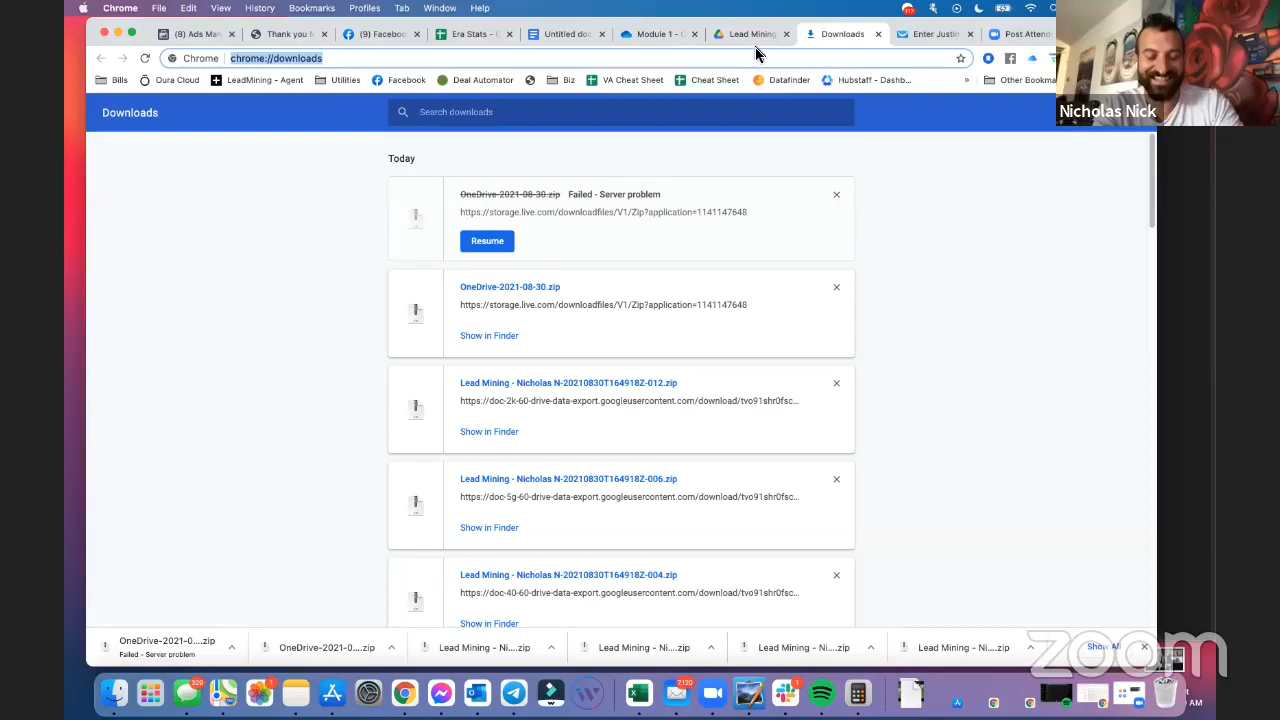 Chrome File Edit View History Bookmarks Profiles Tab Window Help
(8) Ads Ma
Thank you f
(9) Faceboo
Era Stats - G
Untitled doc
Module 1 - C
Lead Mining
Downloads
Enter Justin
Post Attend
Chrome chrome://downloads
Bills Oura Cloud LeadMining - Agent Utilities Facebook Deal Automator Biz VA Cheat Sheet Cheat Sheet Datafinder Hubstaff - Dashb... » Other Bookma
Nicholas Nick
Downloads
Search downloads
Today
OneDrive-2021-08-30.zip Failed - Server problem
https://storage.live.com/downloadfiles/V1/Zip?application=1141147648
Resume
OneDrive-2021-08-30.zip
https://storage.live.com/downloadfiles/V1/Zip?application=1141147648
Show in Finder
Lead Mining - Nicholas N-20210830T164918Z-012.zip
https://doc-2k-60-drive-data-export.googleusercontent.com/download/tvo91shr0fsc...
Show in Finder
Lead Mining - Nicholas N-20210830T164918Z-006.zip
https://doc-5g-60-drive-data-export.googleusercontent.com/download/tvo91shr0fsc...
Show in Finder
Lead Mining - Nicholas N-20210830T164918Z-004.zip
https://doc-40-60-drive-data-export.googleusercontent.com/download/tvo91shr0fsc...
Show in Finder
OneDrive-2021-0....zip
Failed - Server problem
OneDrive-2021-0....zip
Lead Mining - Ni....zip
Lead Mining - Ni....zip
Lead Mining - Ni....zip
Lead Mining - Ni....zip
Show All
zoom
329
1
7,120
1
AM